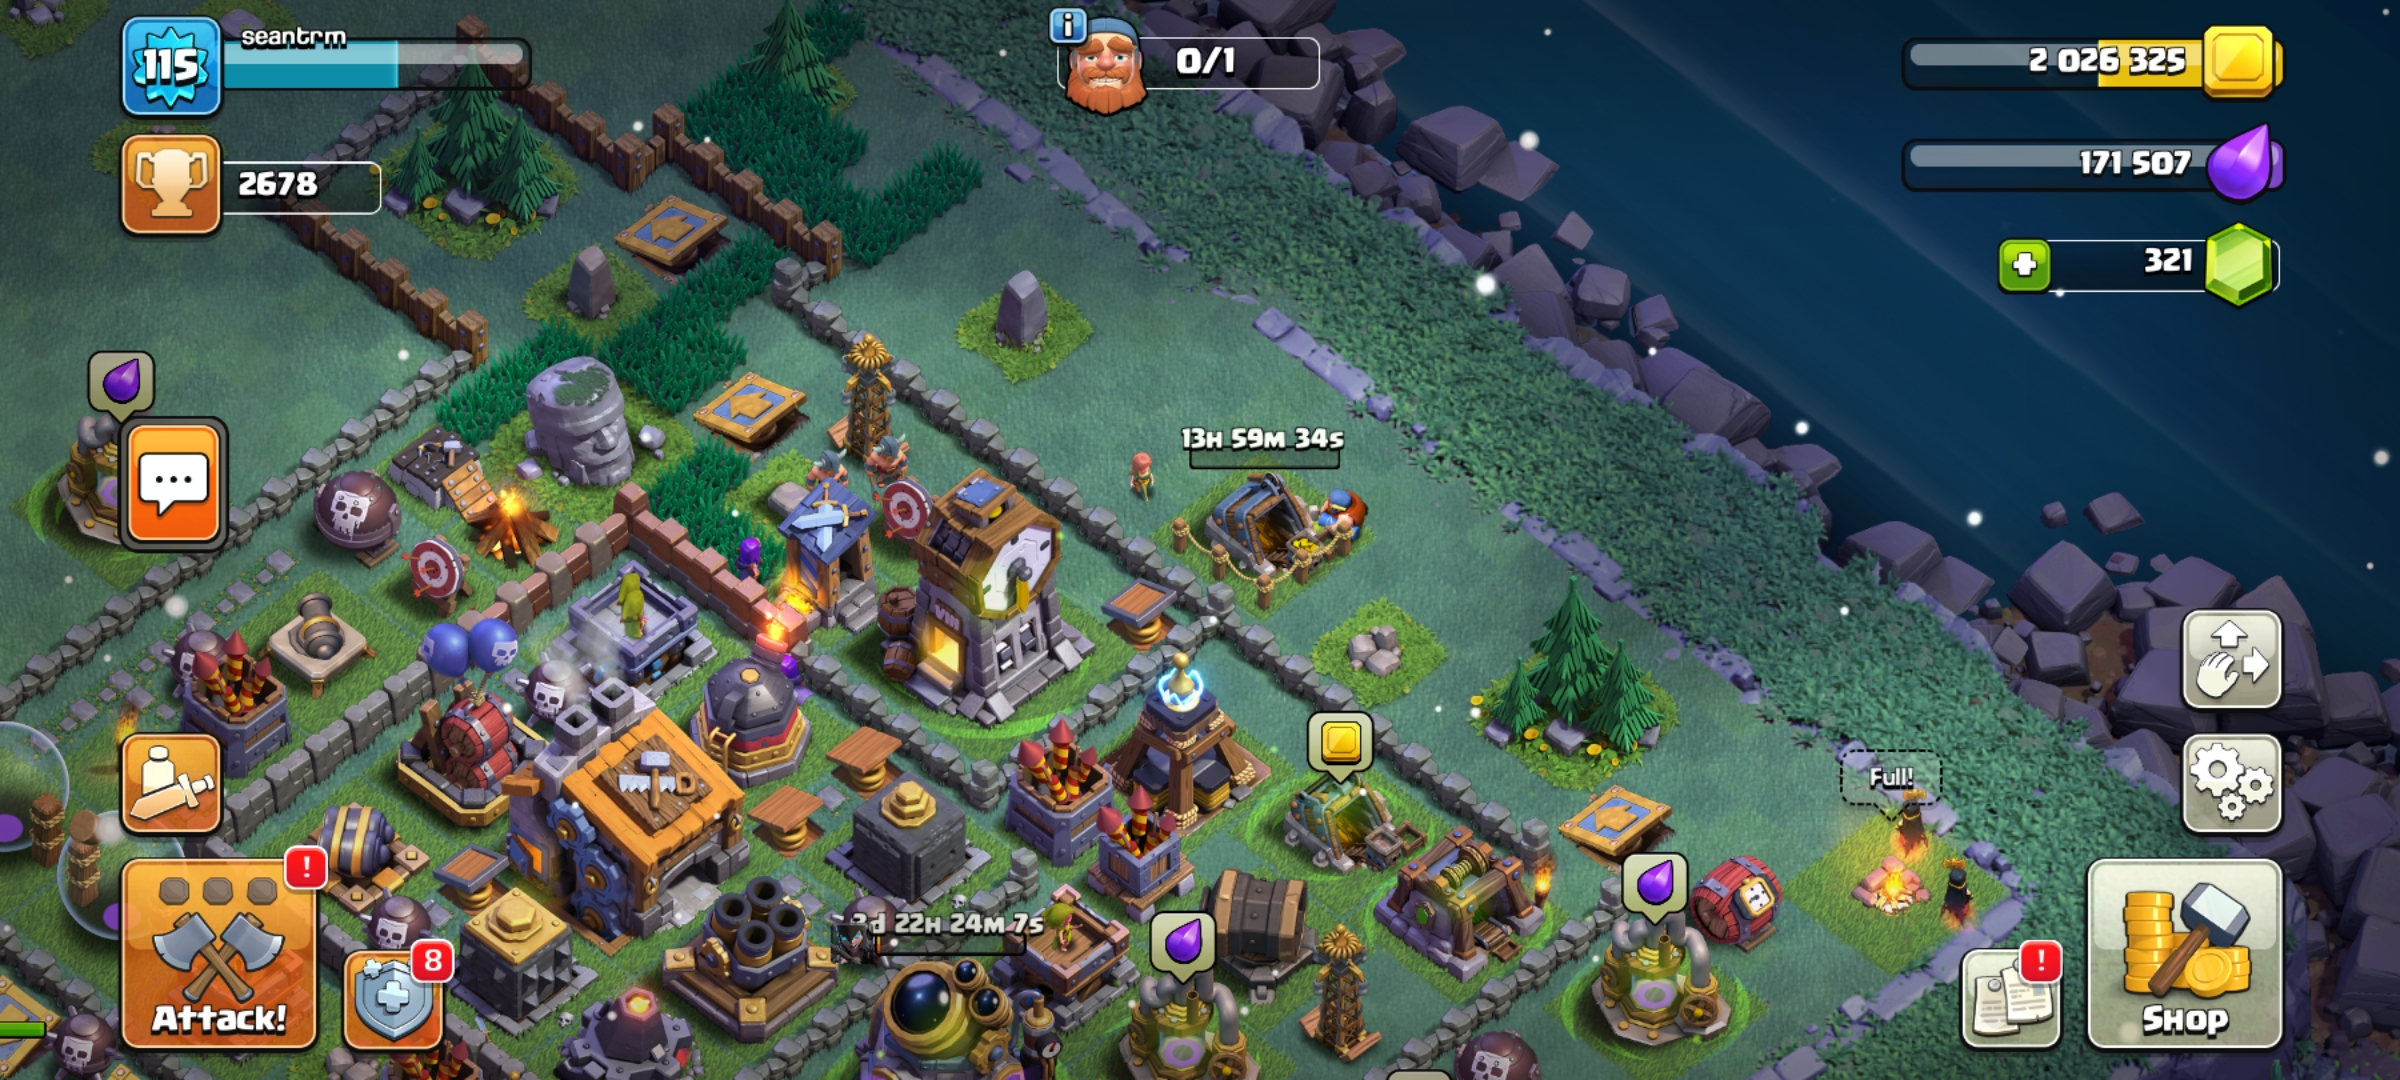 115
seantrm
0/1
2 026 325
2678
171 507
321
13H 59M 34s
VIII
Full!
d 22H 24M 7s
!
8
!
Attack!
Shop